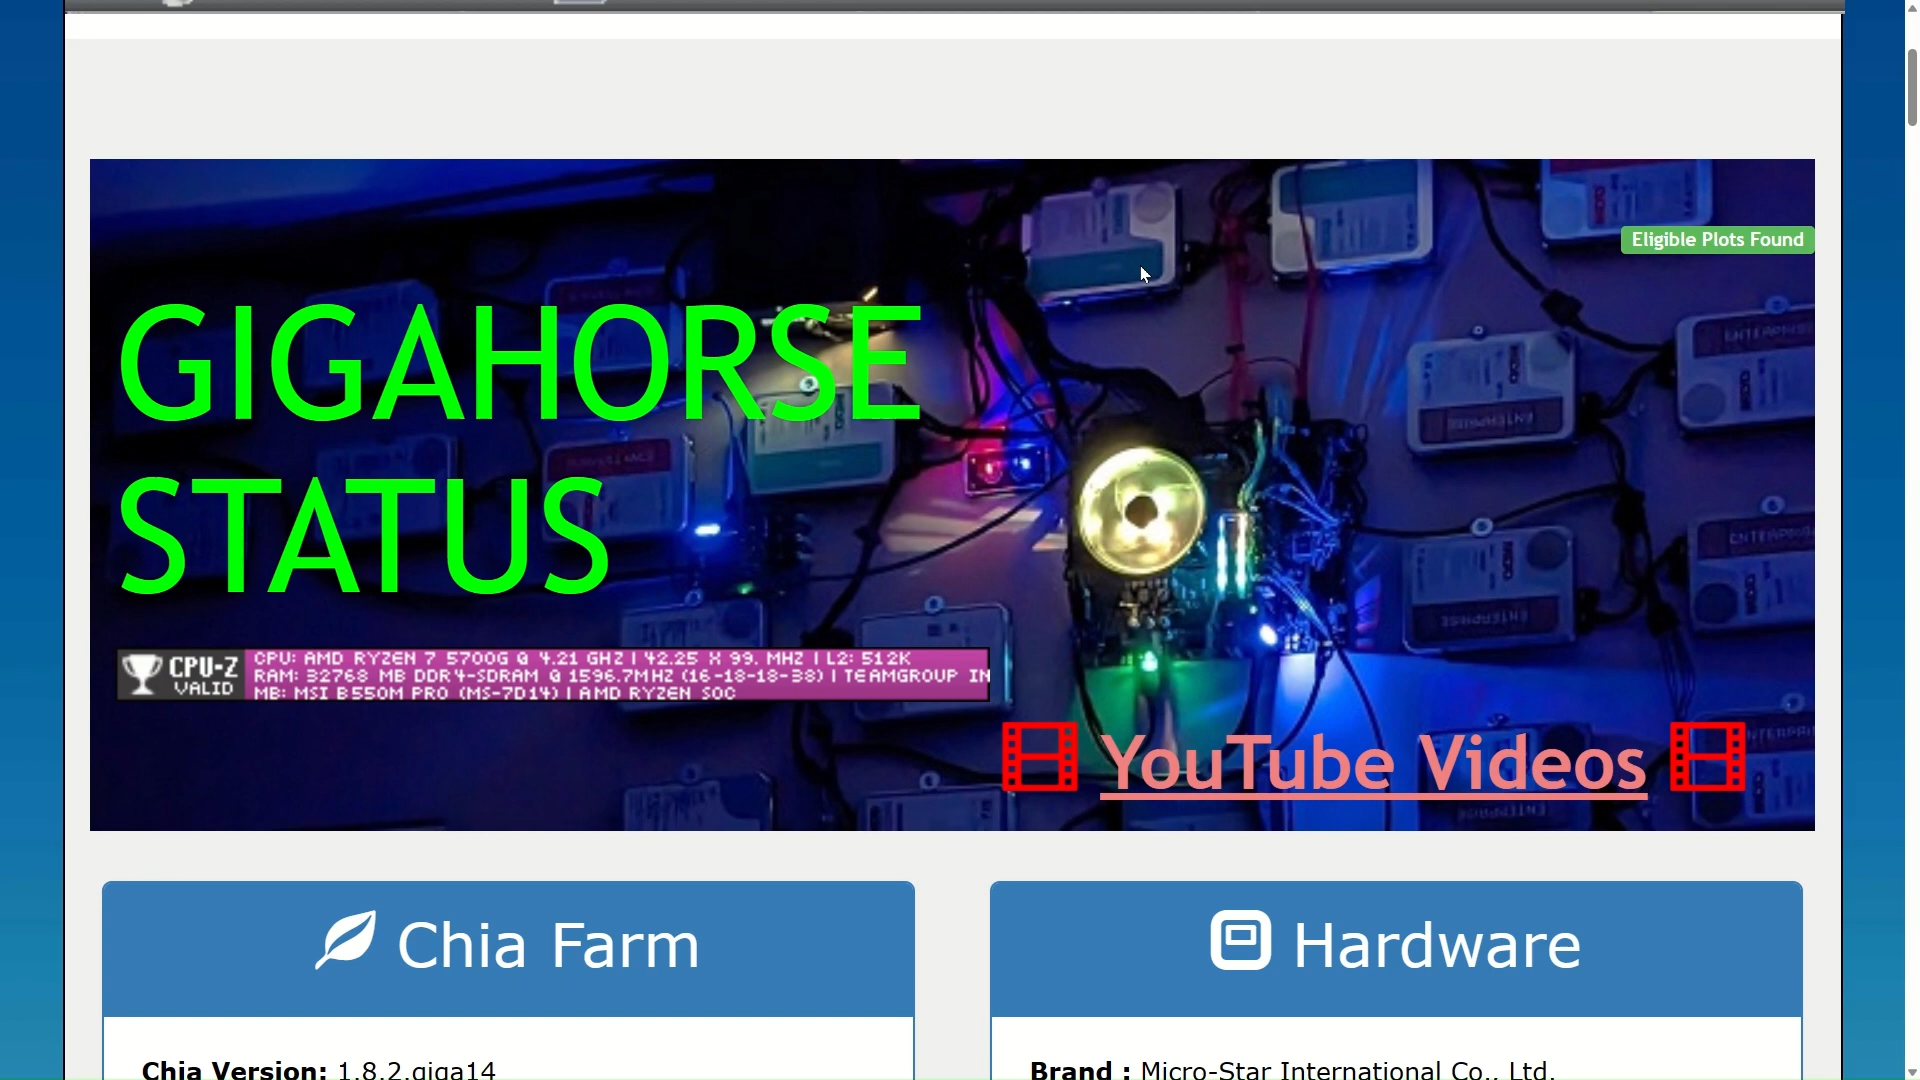 Eligible Plots Found
GIGAHORSE
STATUS
CPU-Z
VALID
CPU: AMD RYZEN 7 5700G @ 4.21 GHZ | 42.25 X 99. MHZ | L2: 512K
RAM: 32768 MB DDR4-SDRAM @ 1596.7MHZ (16-18-18-38) | TEAMGROUP IN
MB: MSI B550M PRO (MS-7D14) | AMD RYZEN SOC
YouTube Videos
Chia Farm
Hardware
Chia Version: 1.8.2.giga14
Brand : Micro-Star International Co., Ltd.